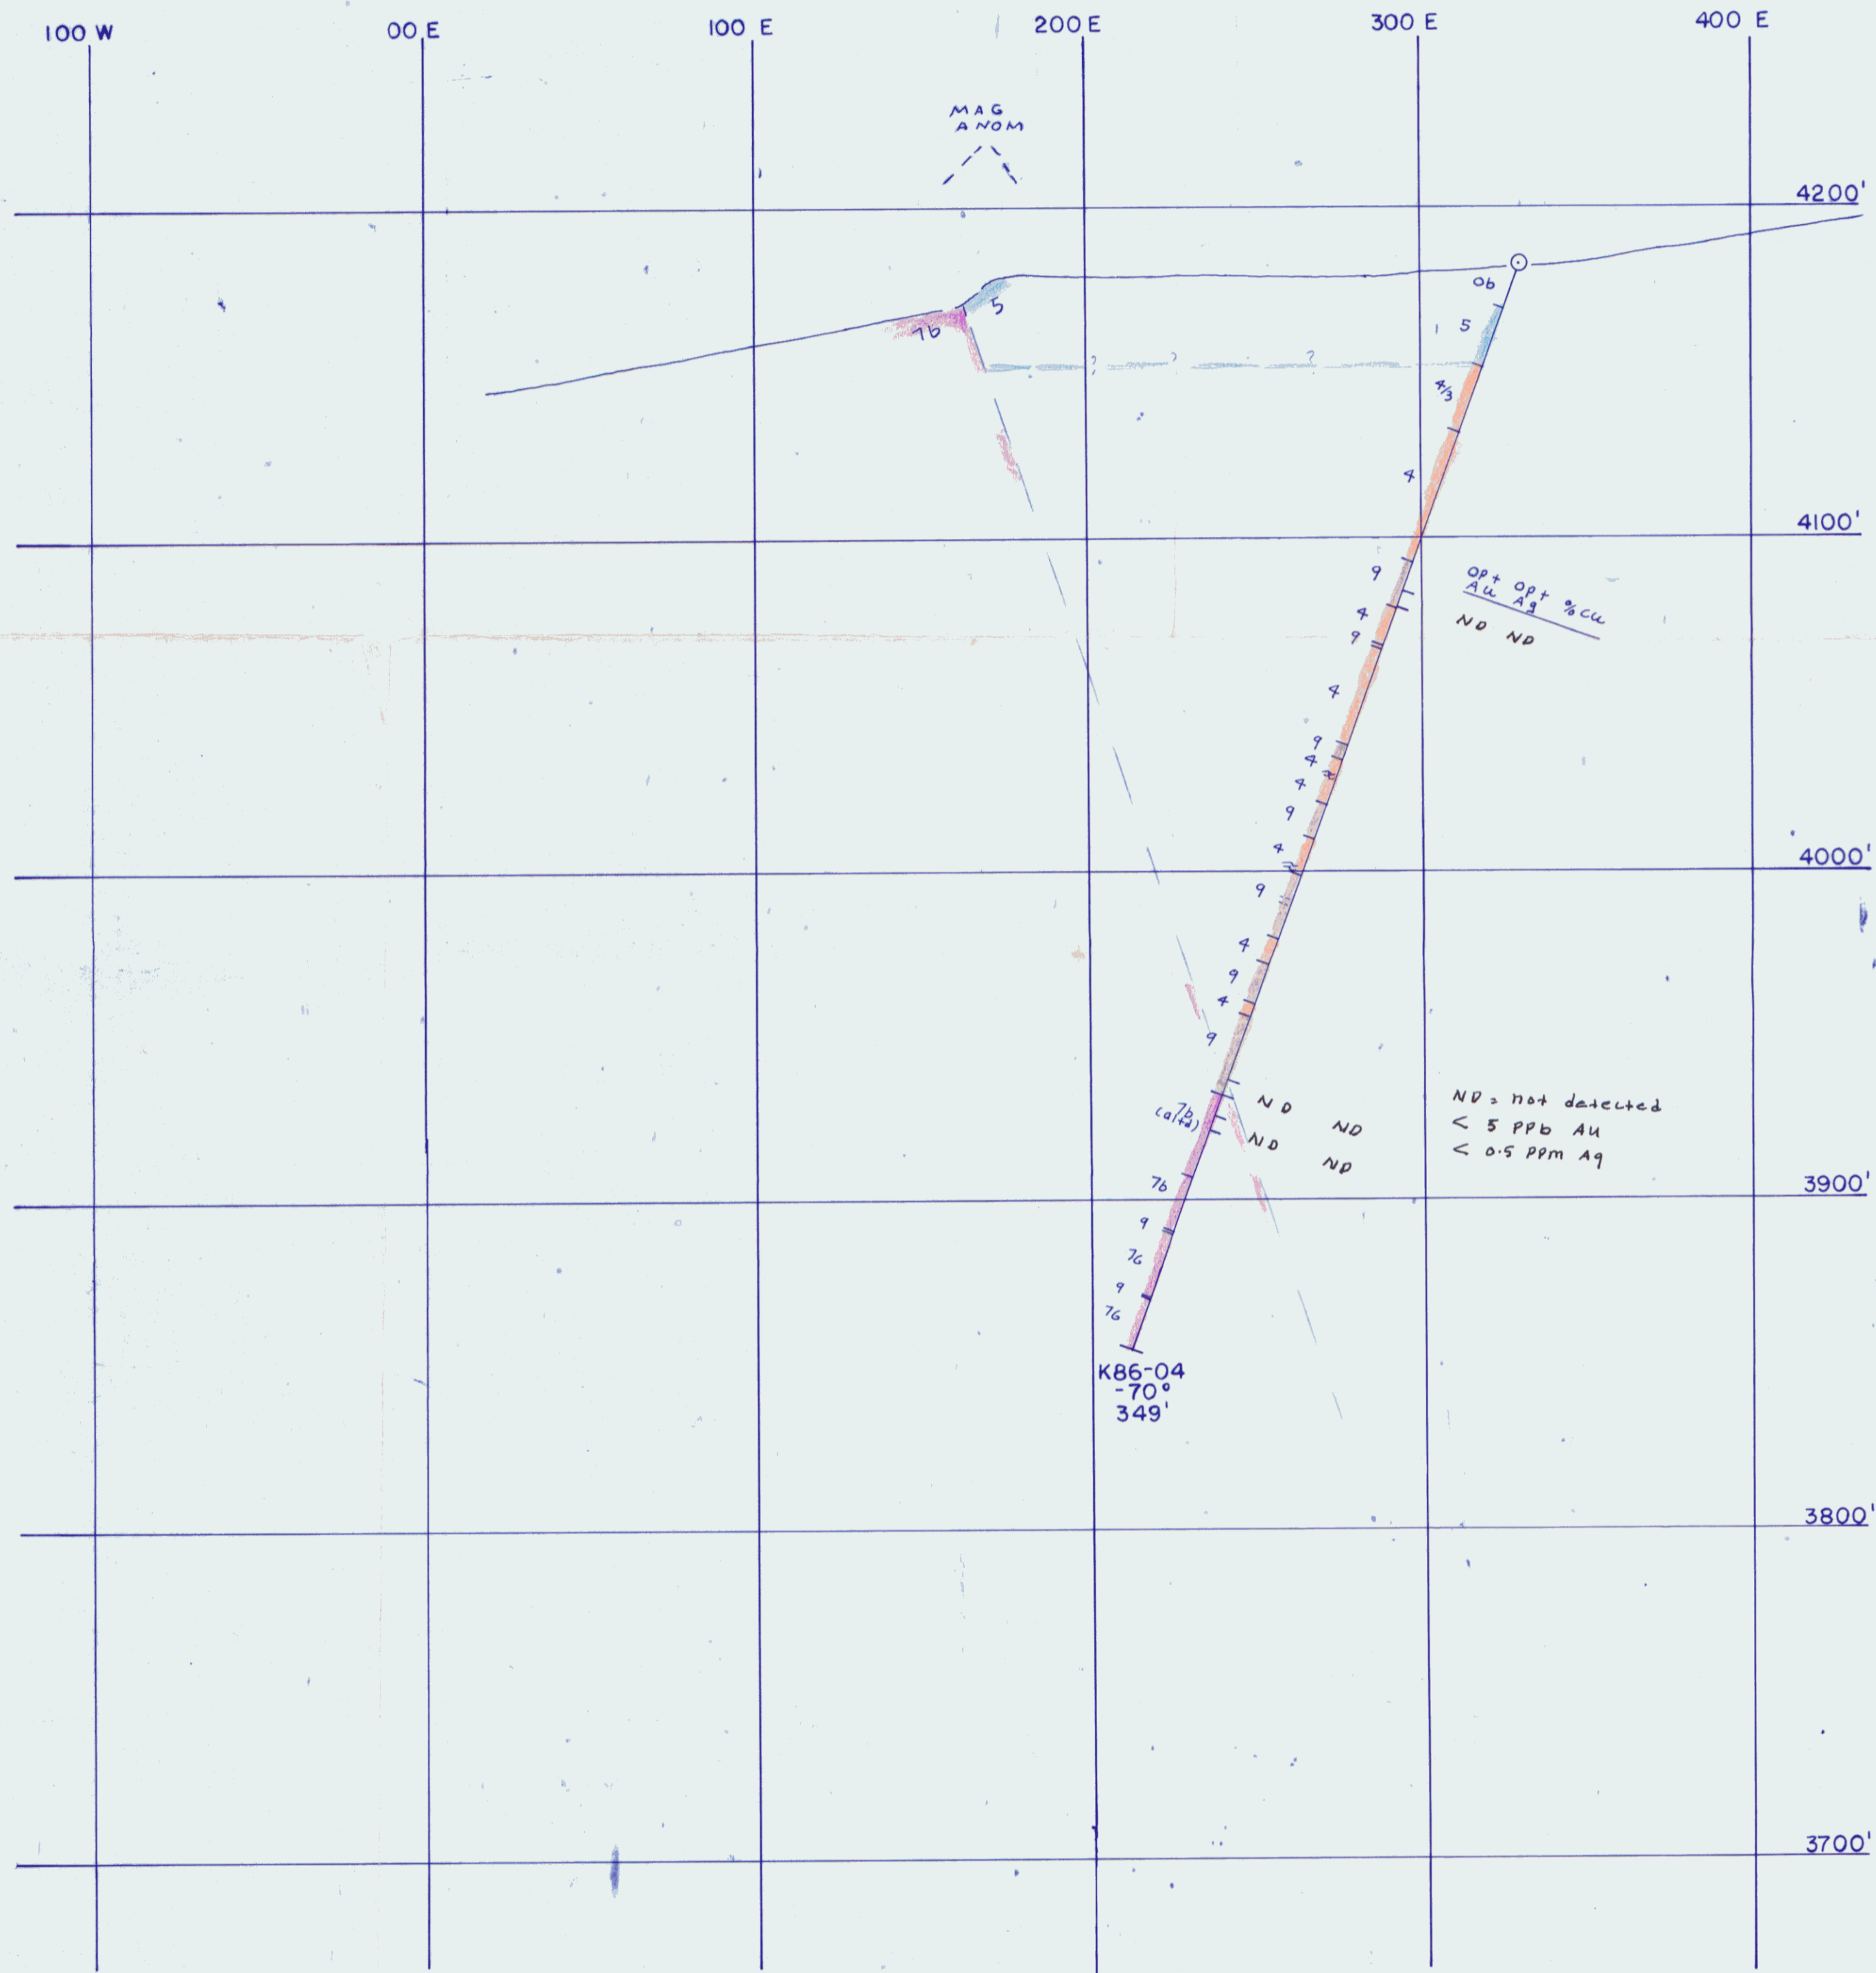 100 W
00 E
100 E
200 E
300 E
400 E
MAG
ANOM
4200'
Ob
5
5
7b
4/3
4
4100'
9
opt opt %cu
Au Ag
4
ND ND
9
4
9
4
4
9
4
4000'
9
4
9
4
9
7b
(alt'd)
ND
ND
ND
ND
ND = not detected
< 5 ppb Au
< 0.5 ppm Ag
7b
3900'
9
7b
9
7b
K86-04
-70°
349'
3800'
3700'